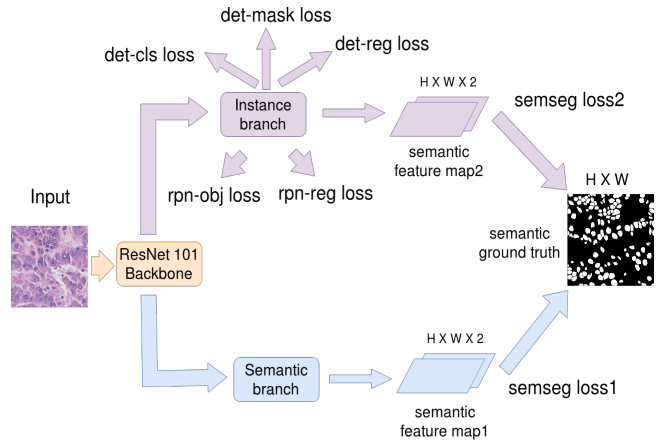 det-mask loss
det-cls loss
det-reg loss
Instance
branch
H X W X 2
semseg loss2
semantic
feature map2
rpn-obj loss
rpn-reg loss
H X W
Input
semantic
ground truth
ResNet 101
Backbone
H X W X 2
Semantic
branch
semseg loss1
semantic
feature map1